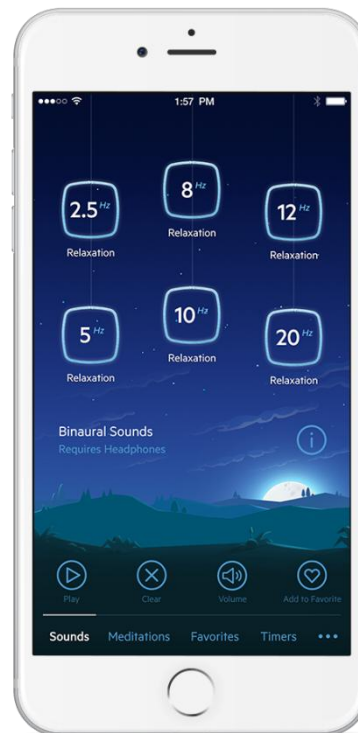 1:57 PM
2.5 Hz
8 Hz
12 Hz
Relaxation
Relaxation
Relaxation
5 Hz
10 Hz
20 Hz
Relaxation
Relaxation
Relaxation
Binaural Sounds
Requires Headphones
Play
Clear
Volume
Add to Favorite
Sounds
Meditations
Favorites
Timers